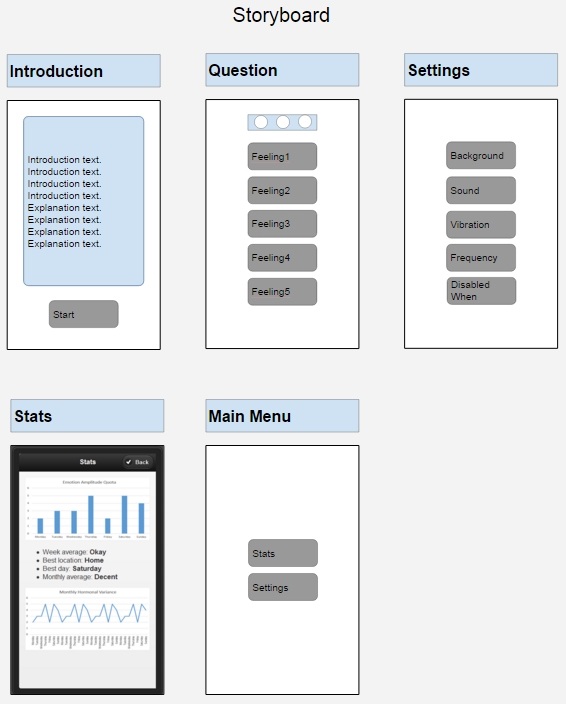 Storyboard
Introduction
Question
Settings
Introduction text.
Introduction text.
Introduction text.
Introduction text.
Explanation text.
Explanation text.
Explanation text.
Explanation text.
Start
Feeling1
Feeling2
Feeling3
Feeling4
Feeling5
Background
Sound
Vibration
Frequency
Disabled
When
Stats
Main Menu
Stats
Back
Emotion Amplitude Quota
Week average: Okay
Best location: Home
Best day: Saturday
Monthly average: Decent
Monthly Hormonal Variance
Stats
Settings